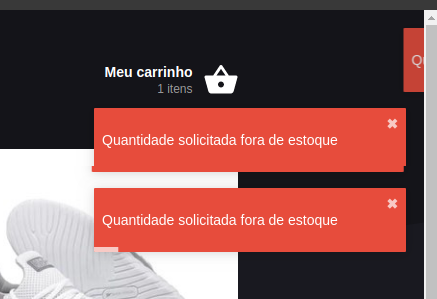 Meu carrinho
1 itens
Quantidade solicitada fora de estoque
Quantidade solicitada fora de estoque